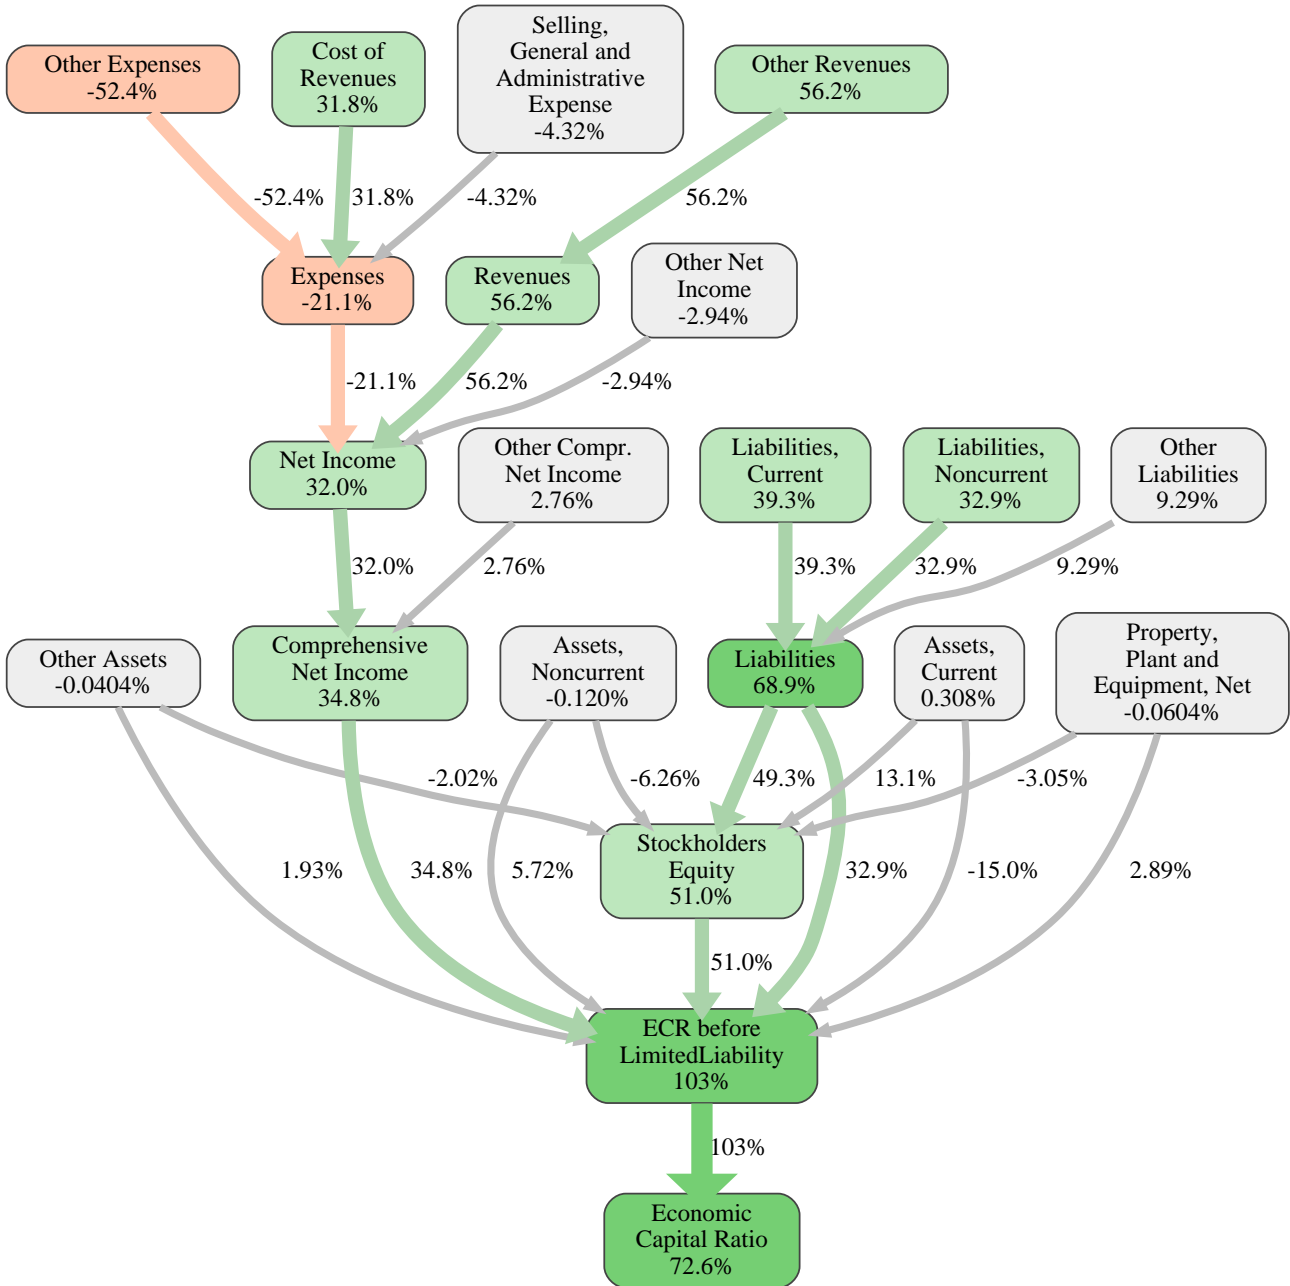 Other Expenses
-52.4%
Cost of
Revenues
31.8%
Selling,
General and
Administrative
Expense
-4.32%
Other Revenues
56.2%
-52.4%
31.8%
-4.32%
56.2%
Expenses
-21.1%
Revenues
56.2%
Other Net
Income
-2.94%
-21.1%
56.2%
-2.94%
Net Income
32.0%
Other Compr.
Net Income
2.76%
Liabilities,
Current
39.3%
Liabilities,
Noncurrent
32.9%
Other
Liabilities
9.29%
32.0%
2.76%
39.3%
32.9%
9.29%
Other Assets
-0.0404%
Comprehensive
Net Income
34.8%
Assets,
Noncurrent
-0.120%
Liabilities
68.9%
Assets,
Current
0.308%
Property,
Plant and
Equipment, Net
-0.0604%
-2.02%
-6.26%
49.3%
13.1%
-3.05%
Stockholders
Equity
51.0%
1.93%
34.8%
5.72%
32.9%
-15.0%
2.89%
51.0%
ECR before
LimitedLiability
103%
103%
Economic
Capital Ratio
72.6%